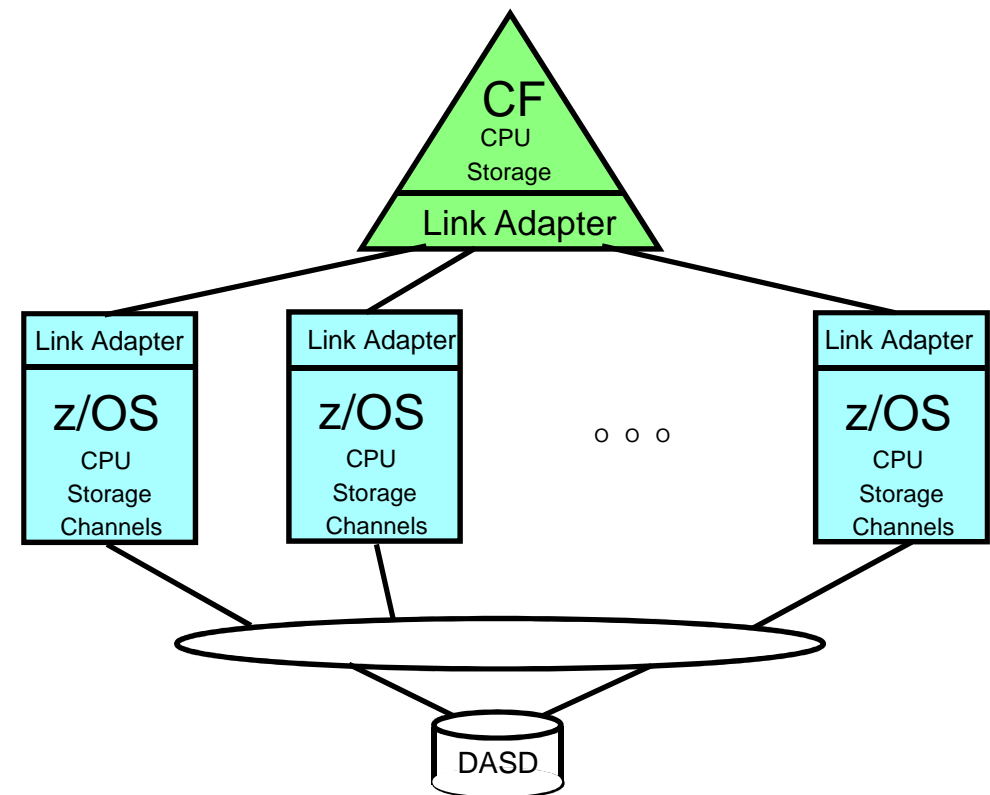 CF
CPU
Storage
Link Adapter
Link Adapter
z/OS
CPU
Storage
Channels
Link Adapter
z/OS
CPU
Storage
Channels
o o o
Link Adapter
z/OS
CPU
Storage
Channels
DASD